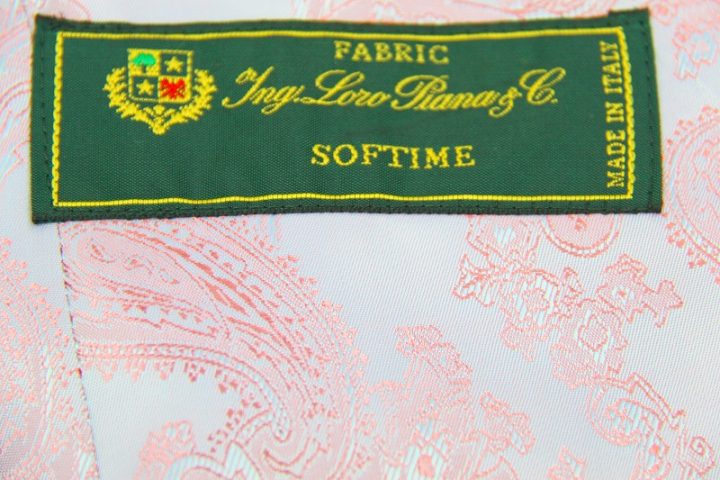 FABRIC
Ing. Loro Piana & C.
SOFTIME
MADE IN ITALY